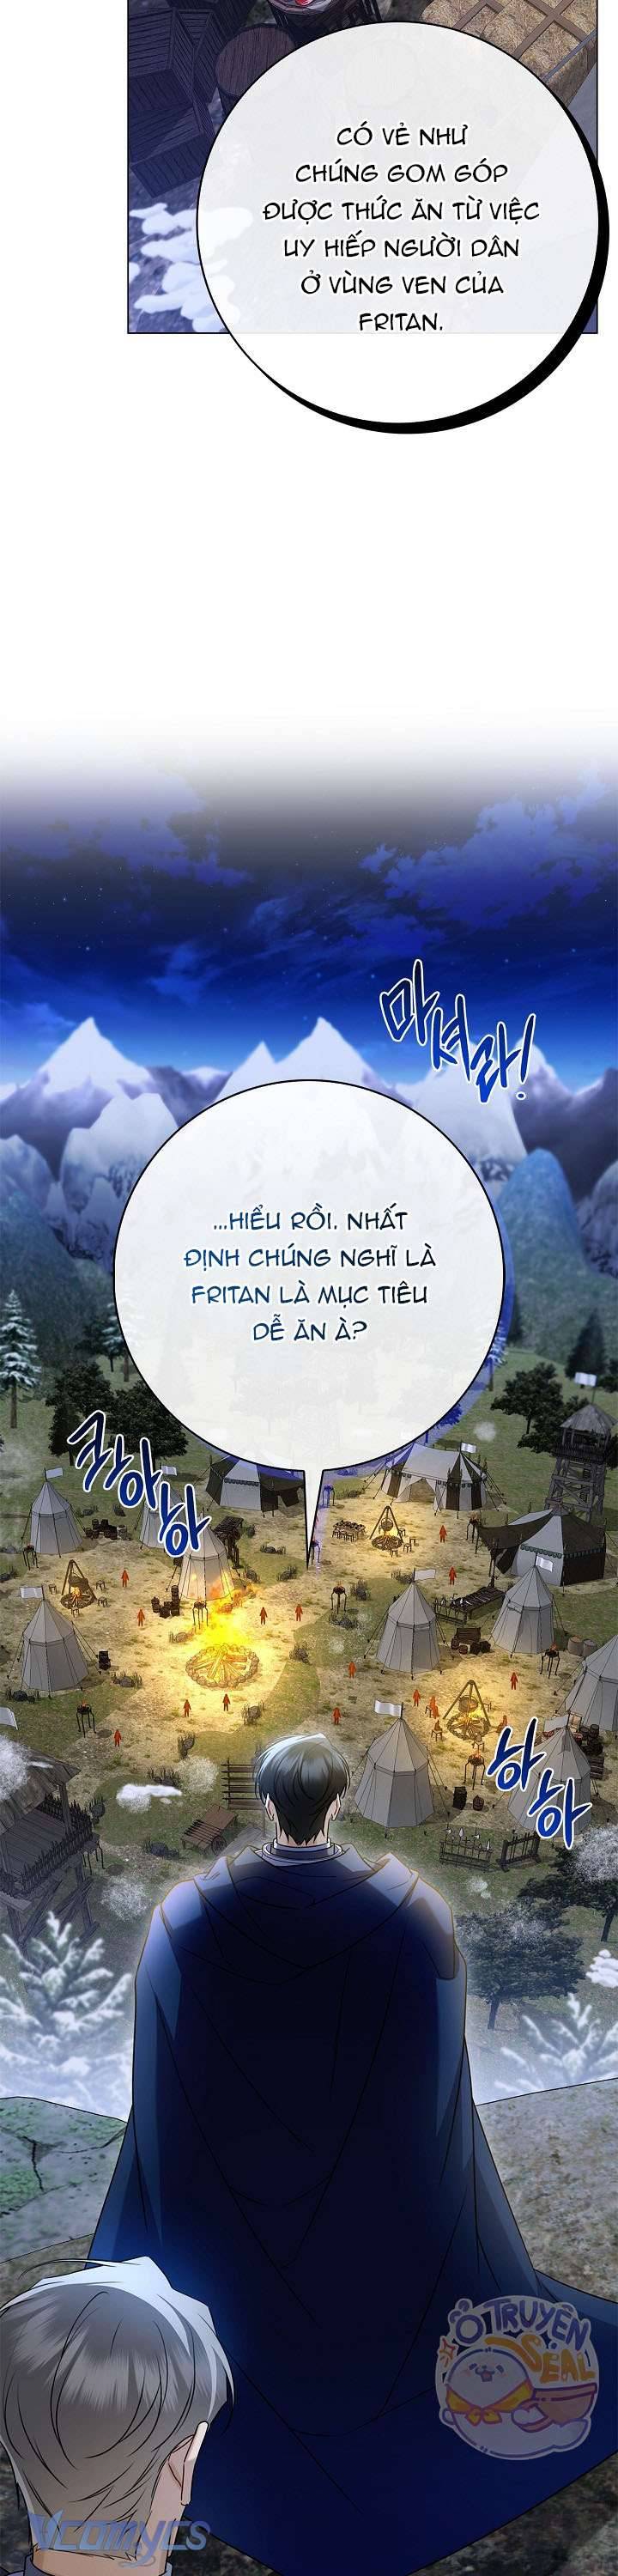 CÓ VẺ NHƯ
CHÚNG GOM GÓP
ĐƯỢC THỨC ĂN TỪ VIỆC
UY HIẾP NGƯỜI DÂN
Ở VÙNG VEN CỦA
FRITAN.
마셔라!
...HIỂU RỒI. NHẤT
ĐỊNH CHÚNG NGHĨ LÀ
FRITAN LÀ MỤC TIÊU
DỄ ĂN À?
크하하
하하
Ổ TRUYỆN
SEAL
Vcomycs